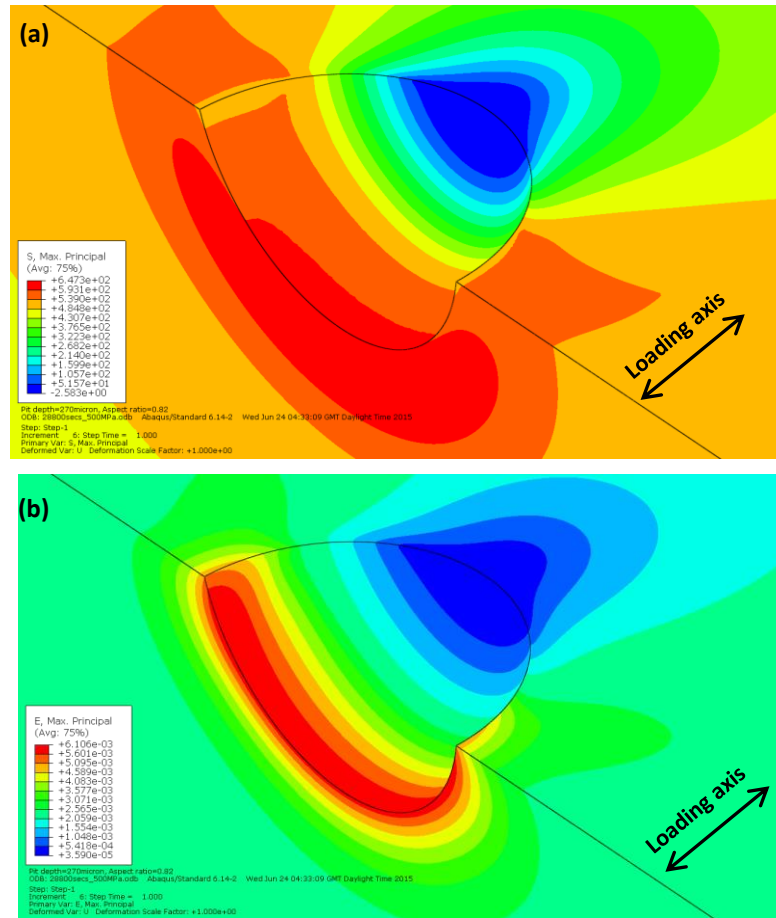 (a)
S, Max. Principal
(Avg: 75%)
+6.473e+02
+5.931e+02
+5.390e+02
+4.848e+02
+4.307e+02
+3.765e+02
+3.223e+02
+2.682e+02
+2.140e+02
+1.599e+02
+1.057e+02
+5.157e+01
-2.583e+00
Loading axis
Pit depth=270micron, Aspect ratio=0.82
ODB: 28800secs_500MPa.odb Abaqus/Standard 6.14-2 Wed Jun 24 04:33:09 GMT Daylight Time 2015
Step: Step-1
Increment 6: Step Time = 1.000
Primary Var: S, Max. Principal
Deformed Var: U Deformation Scale Factor: +1.000e+00
(b)
E, Max. Principal
(Avg: 75%)
+6.106e-03
+5.601e-03
+5.095e-03
+4.589e-03
+4.083e-03
+3.577e-03
+3.071e-03
+2.565e-03
+2.059e-03
+1.554e-03
+1.048e-03
+5.418e-04
+3.590e-05
Loading axis
Pit depth=270micron, Aspect ratio=0.82
ODB: 28800secs_500MPa.odb Abaqus/Standard 6.14-2 Wed Jun 24 04:33:09 GMT Daylight Time 2015
Step: Step-1
Increment 6: Step Time = 1.000
Primary Var: E, Max. Principal
Deformed Var: U Deformation Scale Factor: +1.000e+00